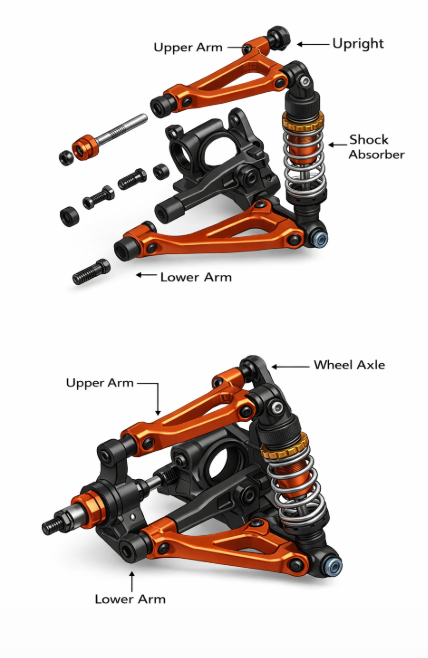 Upper Arm
Upright
Shock
Absorber
Lower Arm
Wheel Axle
Upper Arm
Lower Arm